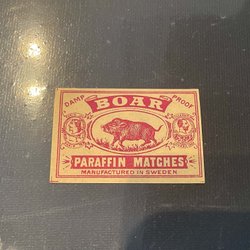 DAMP PROOF
BOAR
PARAFFIN MATCHES
MANUFACTURED IN SWEDEN